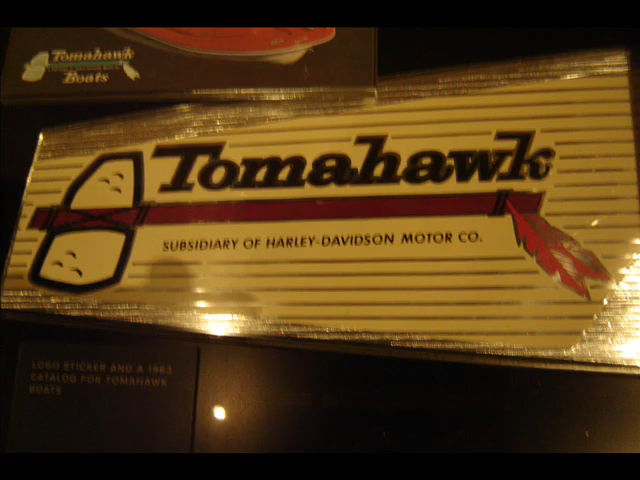 Tomahawk
Boats
Tomahawk
SUBSIDIARY OF HARLEY-DAVIDSON MOTOR CO.
LOGO STICKER AND A 1963
CATALOG FOR TOMAHAWK
BOATS